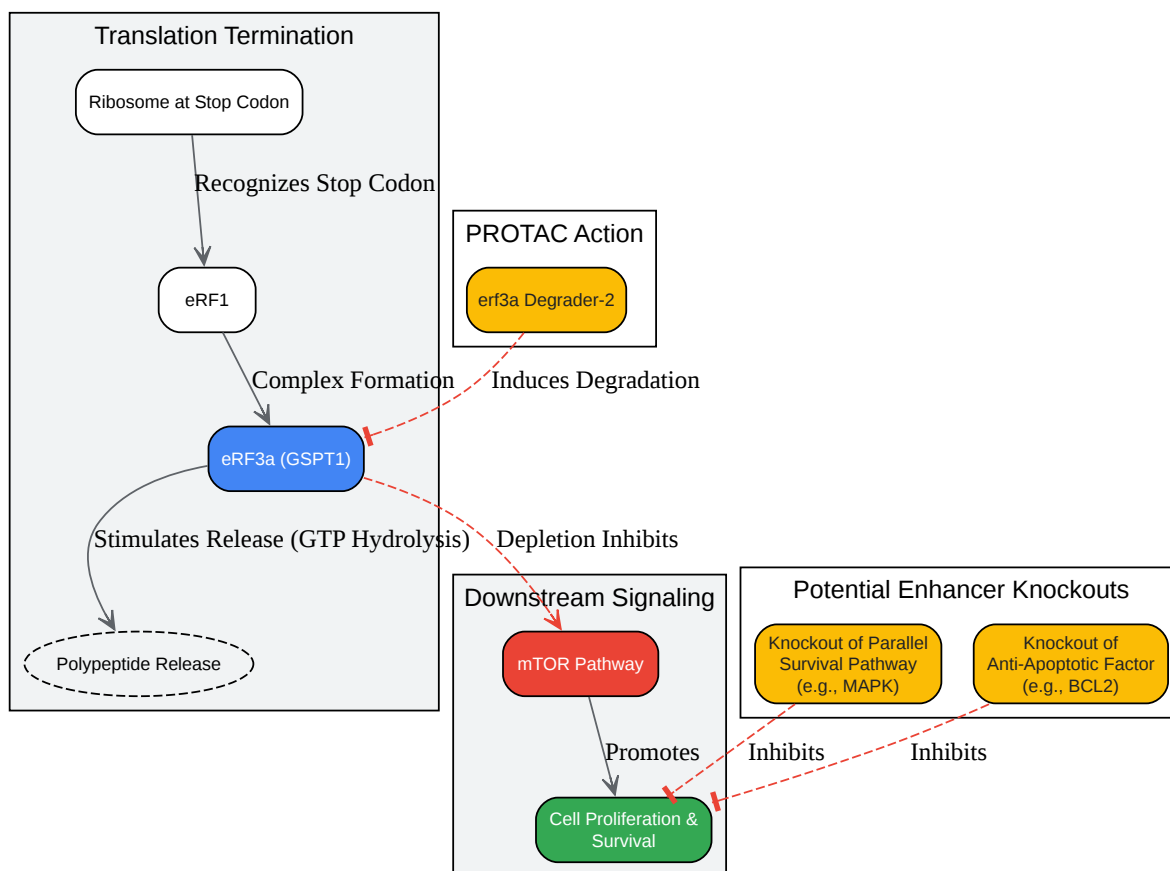 Translation Termination
Ribosome at Stop Codon
Recognizes Stop Codon
PROTAC Action
eRF1
erf3a Degrader-2
Complex Formation
Induces Degradation
eRF3a (GSPT1)
Stimulates Release (GTP Hydrolysis)
Depletion Inhibits
Downstream Signaling
Potential Enhancer Knockouts
Polypeptide Release
mTOR Pathway
Knockout of Parallel
Survival Pathway
(e.g., MAPK)
Knockout of
Anti-Apoptotic Factor
(e.g., BCL2)
Promotes
Inhibits
Inhibits
Cell Proliferation &
Survival